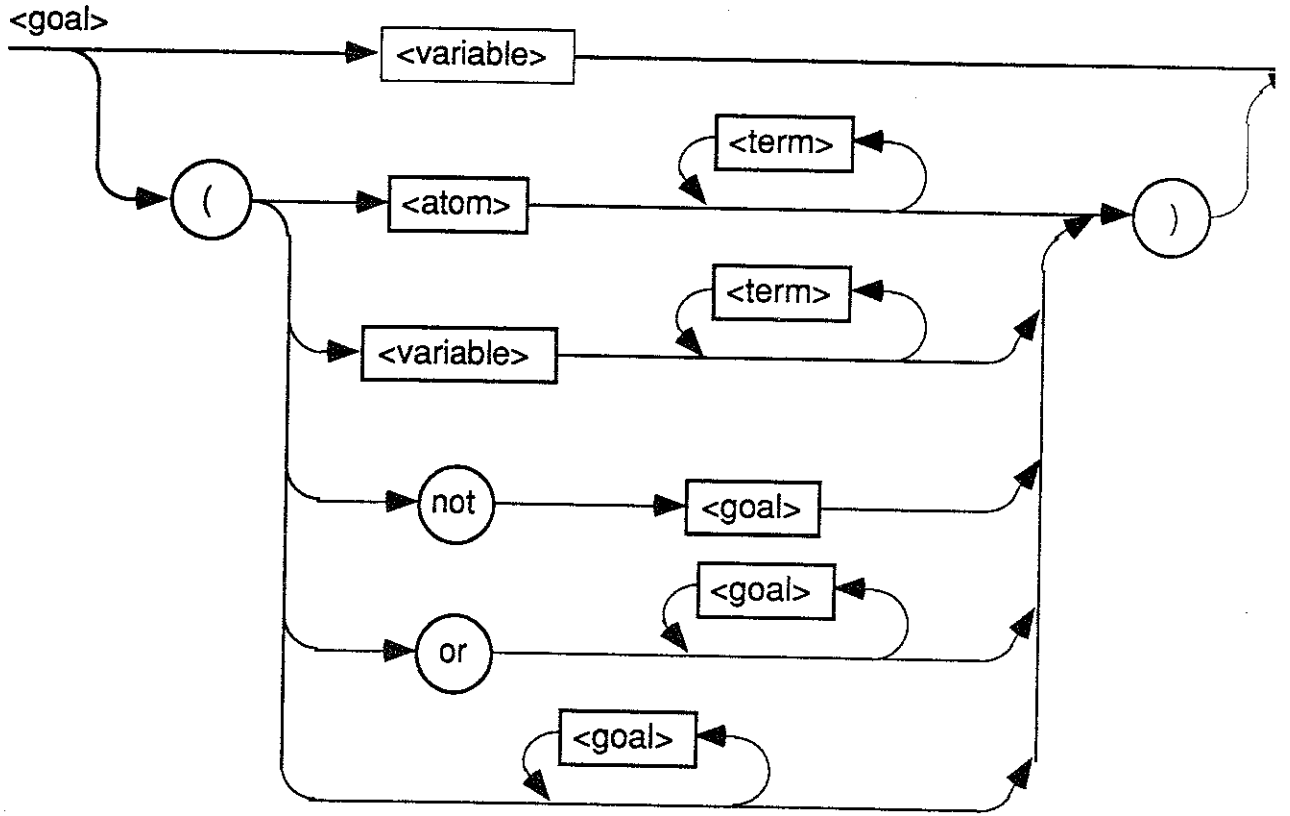 <goal>
<variable>
<term>
( <atom> )
<term>
<variable>
not <goal>
<goal>
or
<goal>